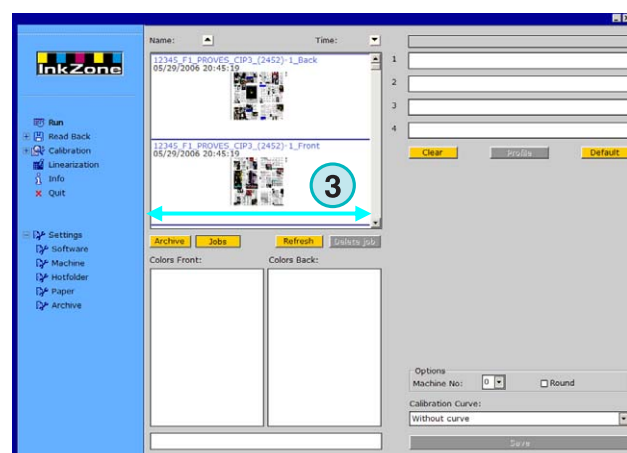 InkZone
Run
Read Back
Calibration
Linearization
Info
Quit
Settings
Software
Machine
Hotfolder
Paper
Archive
Name:
Time:
12345_F1_PROVES_CIP3_(2452)-1_Back
05/29/2006 20:45:19
12345_F1_PROVES_CIP3_(2452)-1_Front
05/29/2006 20:45:19
3
Archive
Jobs
Refresh
Delete job
Colors Front:
Colors Back:
1
2
3
4
Clear
Profile
Default
Options
Machine No:
0
Round
Calibration Curve:
Without curve
Save